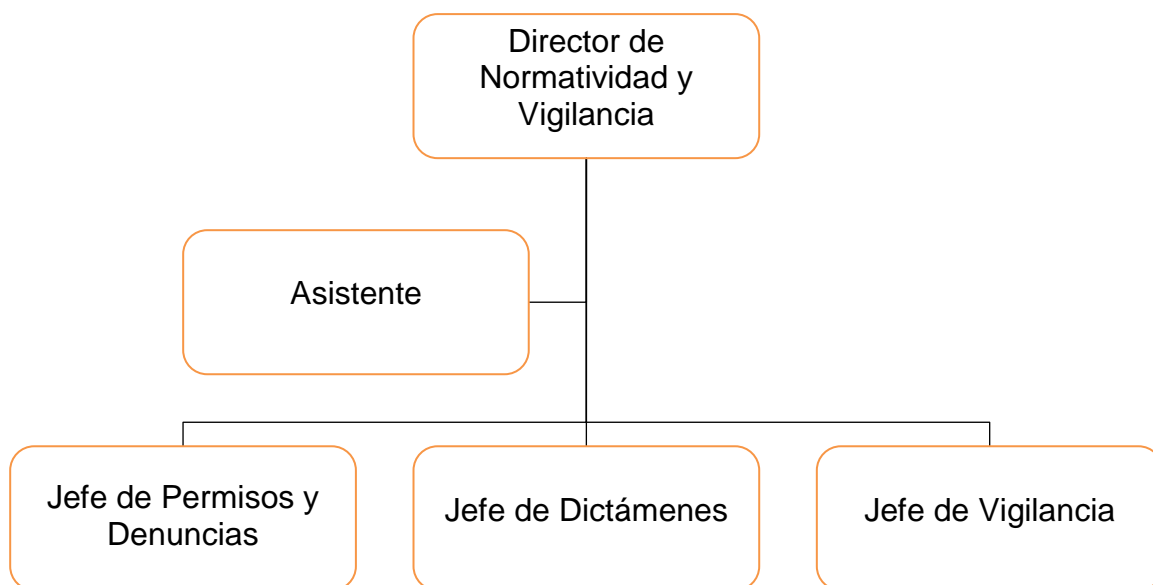 Director de
Normatividad y
Vigilancia
Asistente
Jefe de Permisos y
Denuncias
Jefe de Dictámenes
Jefe de Vigilancia